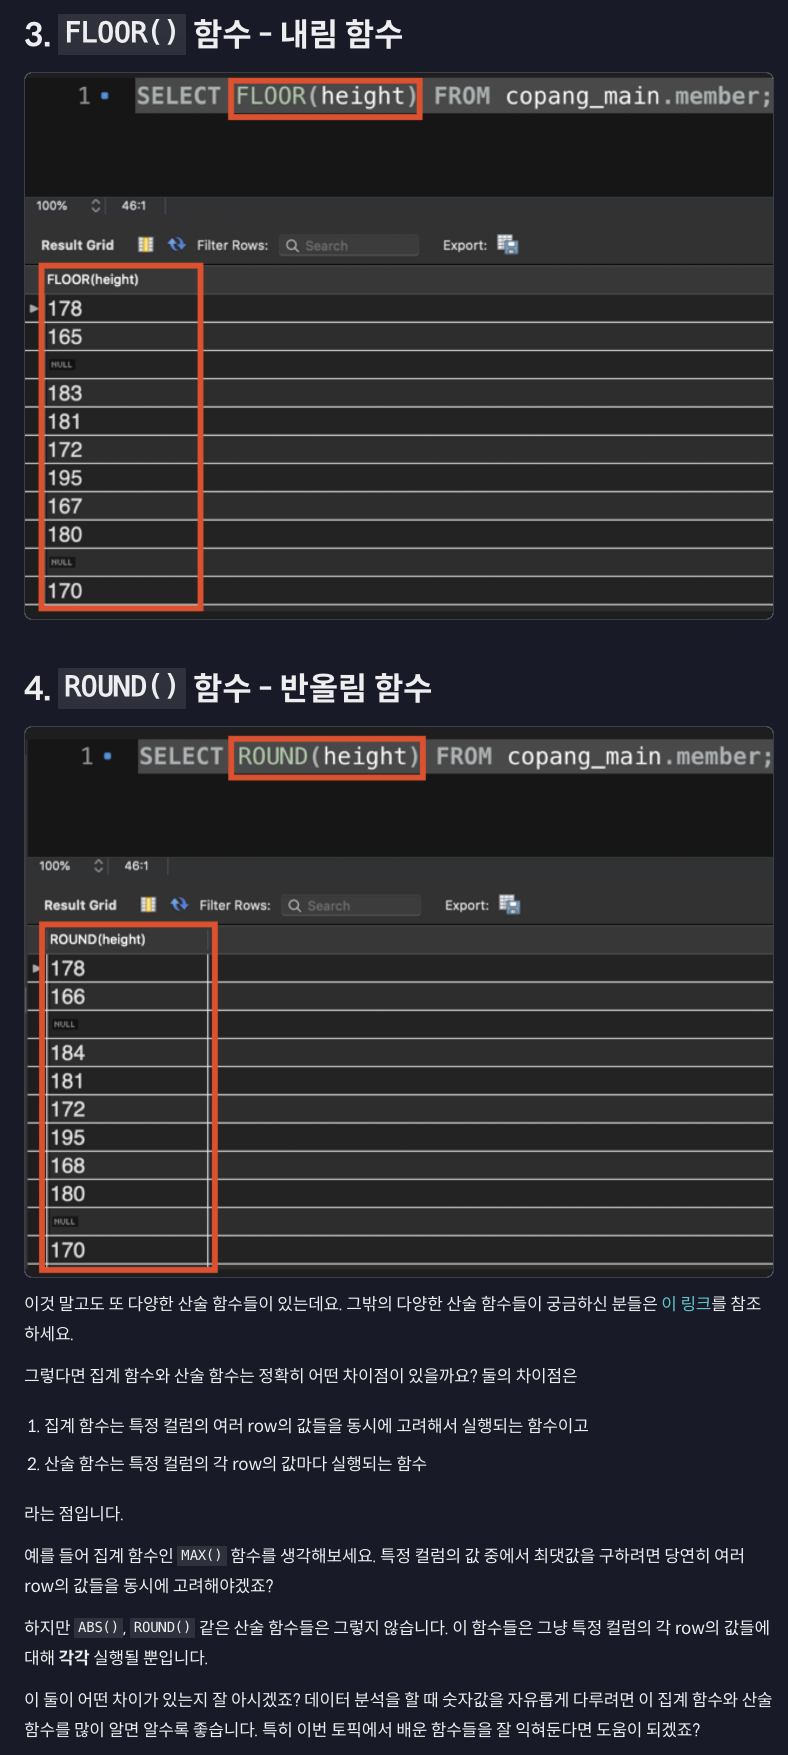 3. FLOOR() 함수 - 내림 함수
1 SELECT FLOOR(height) FROM copang_main.member;
100% 46:1
Result Grid Filter Rows: Search Export:
FLOOR(height)
178
165
NULL
183
181
172
195
167
180
NULL
170
4. ROUND() 함수 - 반올림 함수
1 SELECT ROUND(height) FROM copang_main.member;
100% 46:1
Result Grid Filter Rows: Search Export:
ROUND(height)
178
166
NULL
184
181
172
195
168
180
NULL
170
이것 말고도 또 다양한 산술 함수들이 있는데요. 그밖의 다양한 산술 함수들이 궁금하신 분들은 이 링크를 참조
하세요.
그렇다면 집계 함수와 산술 함수는 정확히 어떤 차이점이 있을까요? 둘의 차이점은
1. 집계 함수는 특정 컬럼의 여러 row의 값들을 동시에 고려해서 실행되는 함수이고
2. 산술 함수는 특정 컬럼의 각 row의 값마다 실행되는 함수
라는 점입니다.
예를 들어 집계 함수인 MAX() 함수를 생각해보세요. 특정 컬럼의 값 중에서 최댓값을 구하려면 당연히 여러
row의 값들을 동시에 고려해야겠죠?
하지만 ABS(), ROUND() 같은 산술 함수들은 그렇지 않습니다. 이 함수들은 그냥 특정 컬럼의 각 row의 값들에
대해 각각 실행될 뿐입니다.
이 둘이 어떤 차이가 있는지 잘 아시겠죠? 데이터 분석을 할 때 숫자값을 자유롭게 다루려면 이 집계 함수와 산술
함수를 많이 알면 알수록 좋습니다. 특히 이번 토픽에서 배운 함수들을 잘 익혀둔다면 도움이 되겠죠?